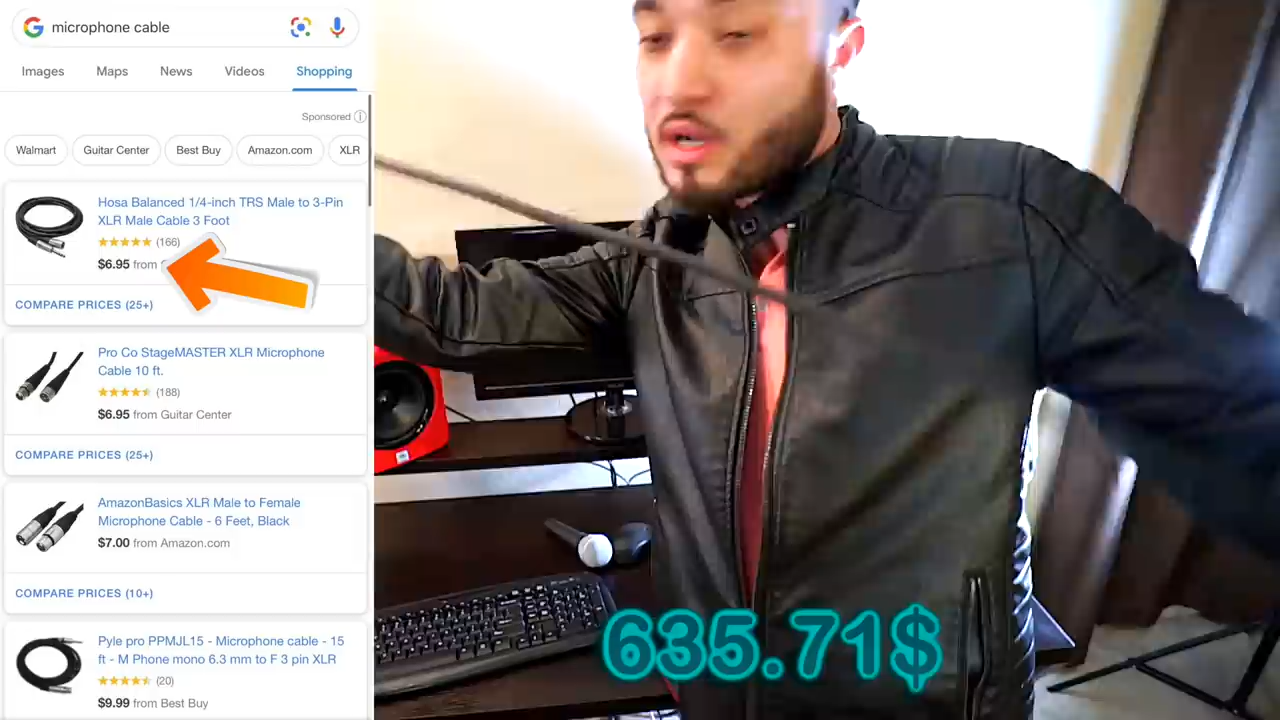 microphone cable
Images Maps News Videos Shopping
Sponsored
Walmart Guitar Center Best Buy Amazon.com XLR
Hosa Balanced 1/4-inch TRS Male to 3-Pin
XLR Male Cable 3 Foot
(166)
$6.95 from
COMPARE PRICES (25+)
Pro Co StageMASTER XLR Microphone
Cable 10 ft.
(188)
$6.95 from Guitar Center
COMPARE PRICES (25+)
AmazonBasics XLR Male to Female
Microphone Cable - 6 Feet, Black
$7.00 from Amazon.com
COMPARE PRICES (10+)
Pyle pro PPMJL15 - Microphone cable - 15
ft - M Phone mono 6.3 mm to F 3 pin XLR
(20)
$9.99 from Best Buy
635.71$